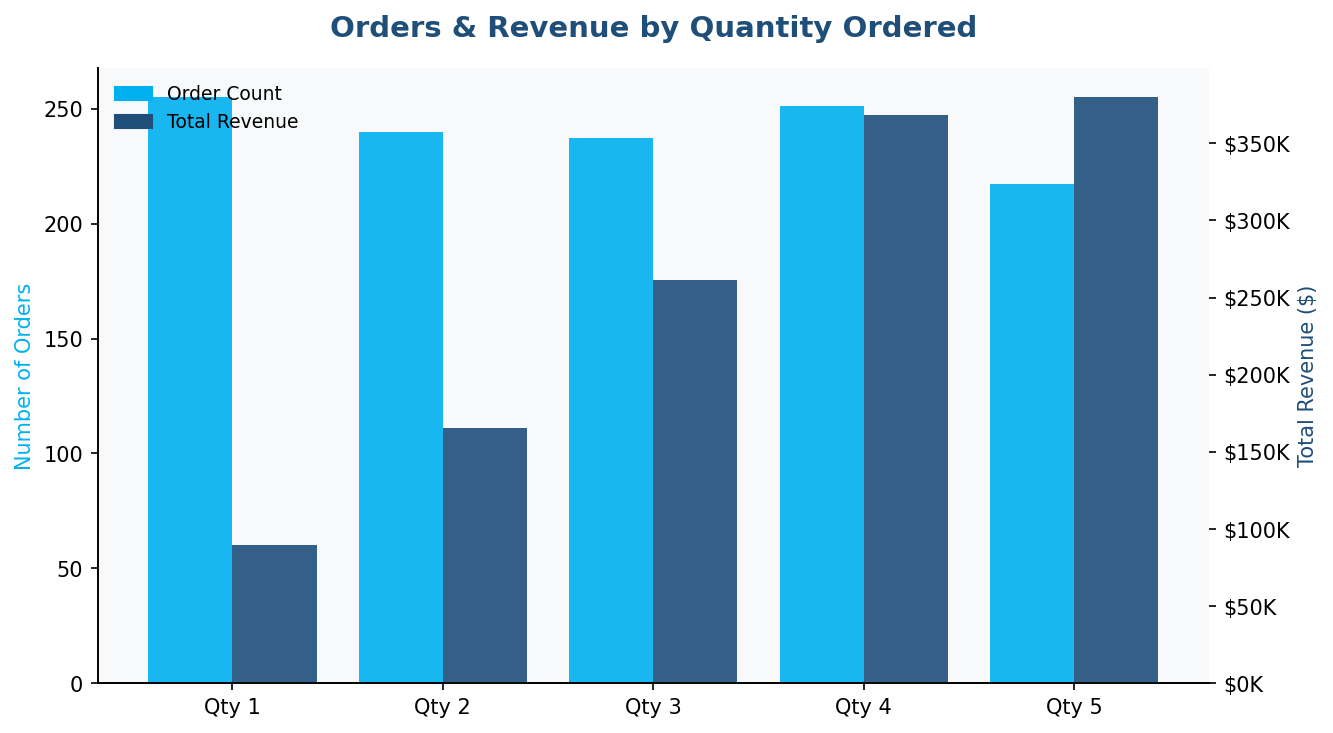 Orders & Revenue by Quantity Ordered
Order Count
Total Revenue
Number of Orders
250
200
150
100
50
0
$350K
$300K
$250K
$200K
$150K
$100K
$50K
$0K
Total Revenue ($)
Qty 1
Qty 2
Qty 3
Qty 4
Qty 5